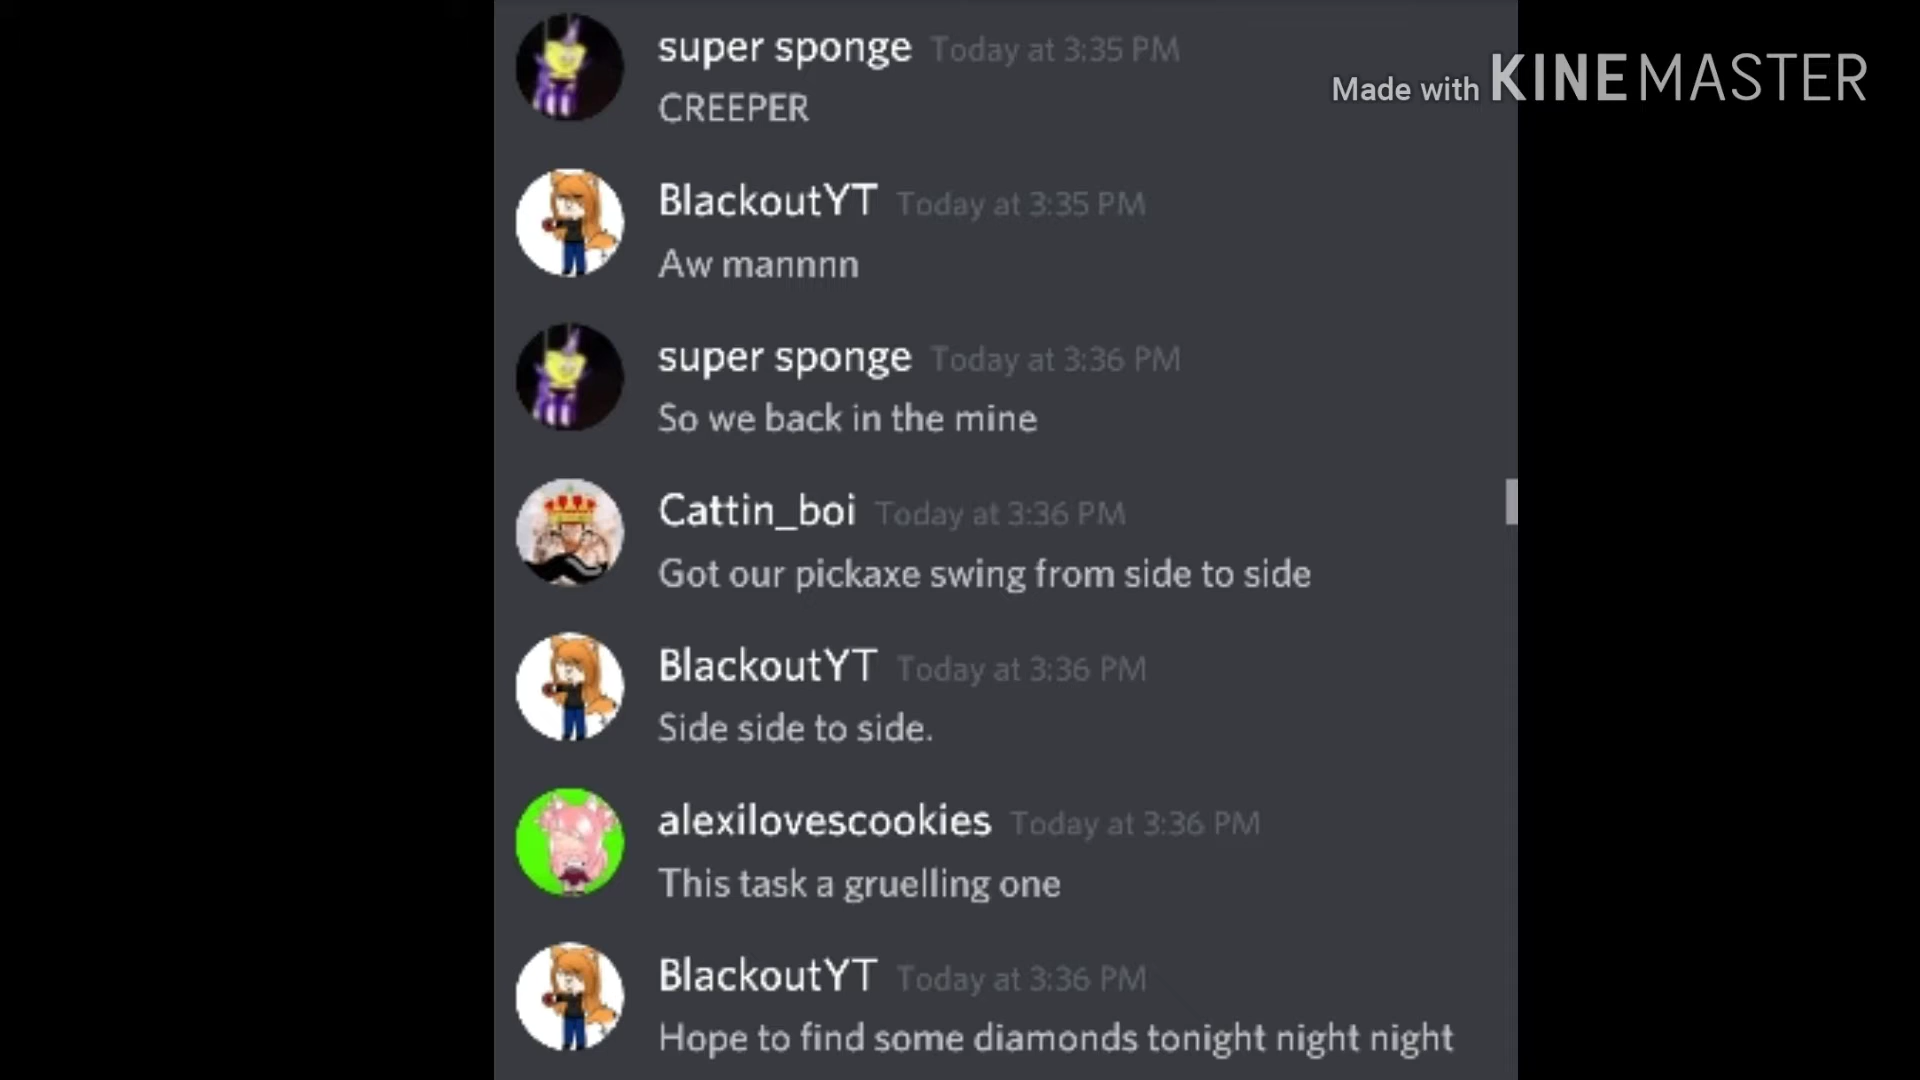 super sponge Today at 3:35 PM
Made with KINEMASTER
CREEPER
BlackoutYT Today at 3:35 PM
Aw mannnn
super sponge Today at 3:36 PM
So we back in the mine
Cattin_boi Today at 3:36 PM
Got our pickaxe swing from side to side
BlackoutYT Today at 3:36 PM
Side side to side.
alexilovescookies Today at 3:36 PM
This task a gruelling one
BlackoutYT Today at 3:36 PM
Hope to find some diamonds tonight night night